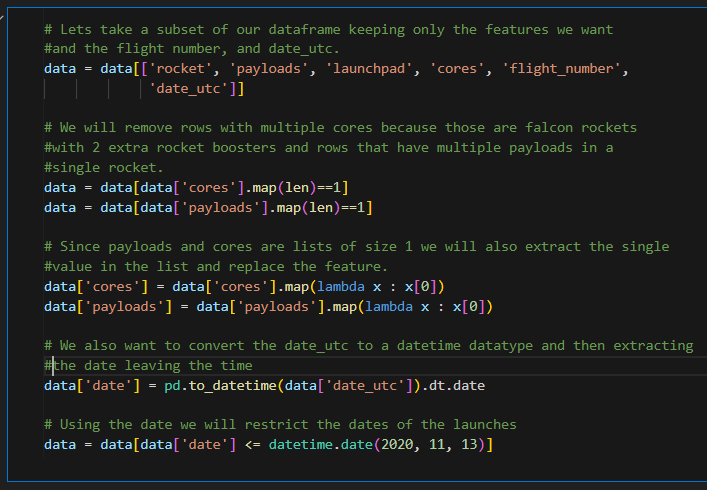 # Lets take a subset of our dataframe keeping only the features we want
#and the flight number, and date_utc.
data = data[['rocket', 'payloads', 'launchpad', 'cores', 'flight_number',
'date_utc']]
# We will remove rows with multiple cores because those are falcon rockets
#with 2 extra rocket boosters and rows that have multiple payloads in a
#single rocket.
data = data[data['cores'].map(len)==1]
data = data[data['payloads'].map(len)==1]
# Since payloads and cores are lists of size 1 we will also extract the single
#value in the list and replace the feature.
data['cores'] = data['cores'].map(lambda x : x[0])
data['payloads'] = data['payloads'].map(lambda x : x[0])
# We also want to convert the date_utc to a datetime datatype and then extracting
#the date leaving the time
data['date'] = pd.to_datetime(data['date_utc']).dt.date
# Using the date we will restrict the dates of the launches
data = data[data['date'] <= datetime.date(2020, 11, 13)]